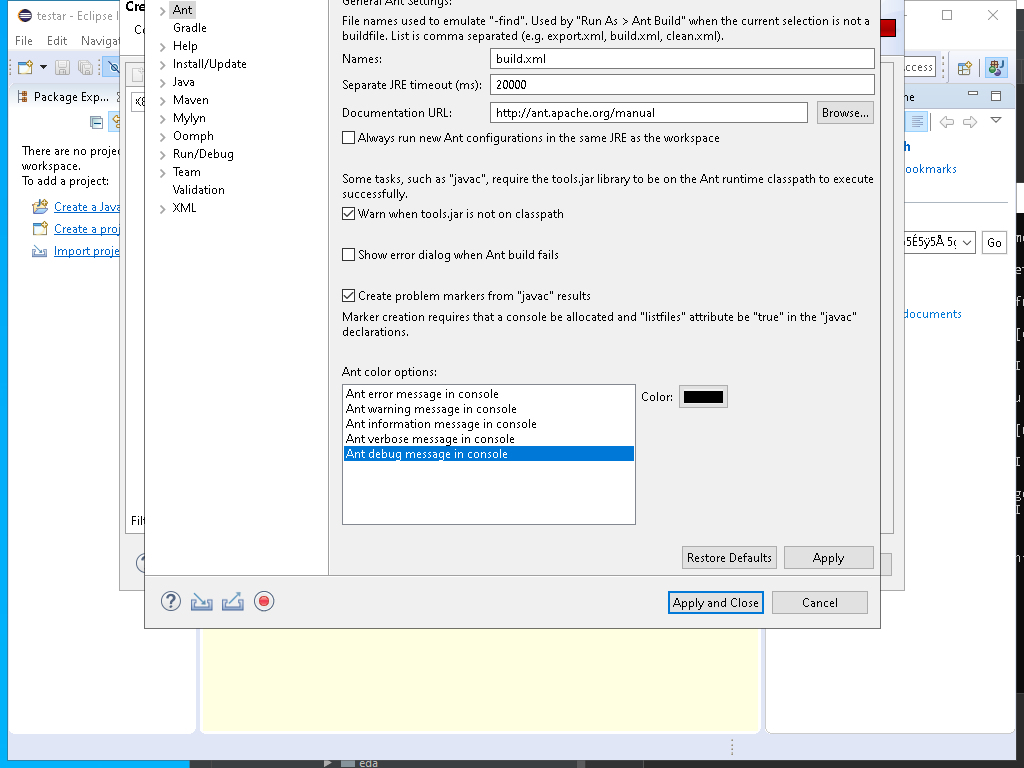 testar - Eclipse I
File Edit Naviga
Package Exp...
There are no proje
workspace.
To add a project:
Create a Java
Create a proj
Import proje
Cre
Filt
Ant
Gradle
Help
Install/Update
Java
Maven
Mylyn
Oomph
Run/Debug
Team
Validation
XML
General Ant Settings:
File names used to emulate "-find". Used by "Run As > Ant Build" when the current selection is not a
buildfile. List is comma separated (e.g. export.xml, build.xml, clean.xml).
Names: build.xml
Separate JRE timeout (ms): 20000
Documentation URL: http://ant.apache.org/manual Browse...
Always run new Ant configurations in the same JRE as the workspace
Some tasks, such as "javac", require the tools.jar library to be on the Ant runtime classpath to execute
successfully.
Warn when tools.jar is not on classpath
Show error dialog when Ant build fails
Create problem markers from "javac" results
Marker creation requires that a console be allocated and "listfiles" attribute be "true" in the "javac"
declarations.
Ant color options:
Ant error message in console
Ant warning message in console
Ant information message in console
Ant verbose message in console
Ant debug message in console
Color:
Restore Defaults Apply
Apply and Close Cancel
ccess
ne
h
ookmarks
Go
documents
eda